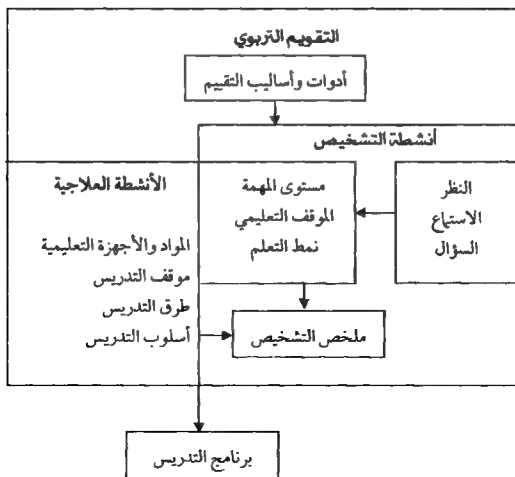 التقويم التربوي
أدوات وأساليب التقييم
أنشطة التشخيص
النظر
الاستماع
السؤال
مستوى المهمة
الموقف التعليمي
نمط التعلم
الأنشطة العلاجية
المواد والأجهزة التعليمية
موقف التدريس
طرق التدريس
أسلوب التدريس
ملخص التشخيص
برنامج التدريس